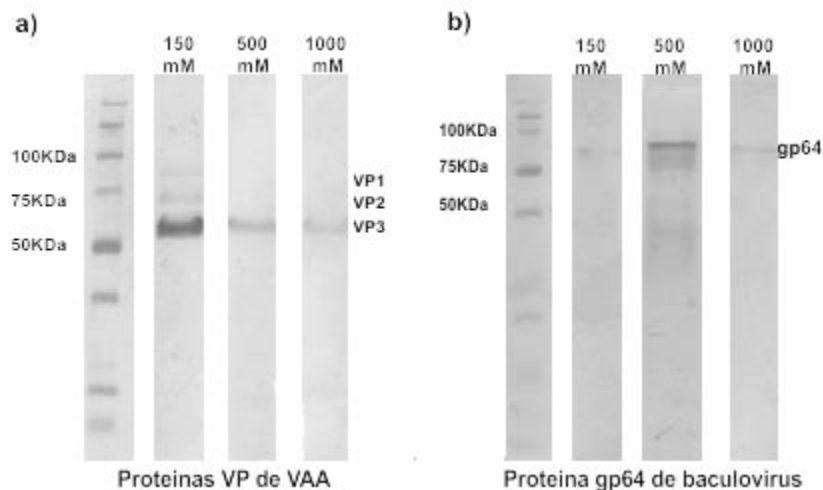 a)
150 mM
500 mM
1000 mM
100KDa
75KDa
50KDa
VP1
VP2
VP3
Proteinas VP de VAA
b)
150 mM
500 mM
1000 mM
100KDa
75KDa
50KDa
gp64
Proteina gp64 de baculovirus